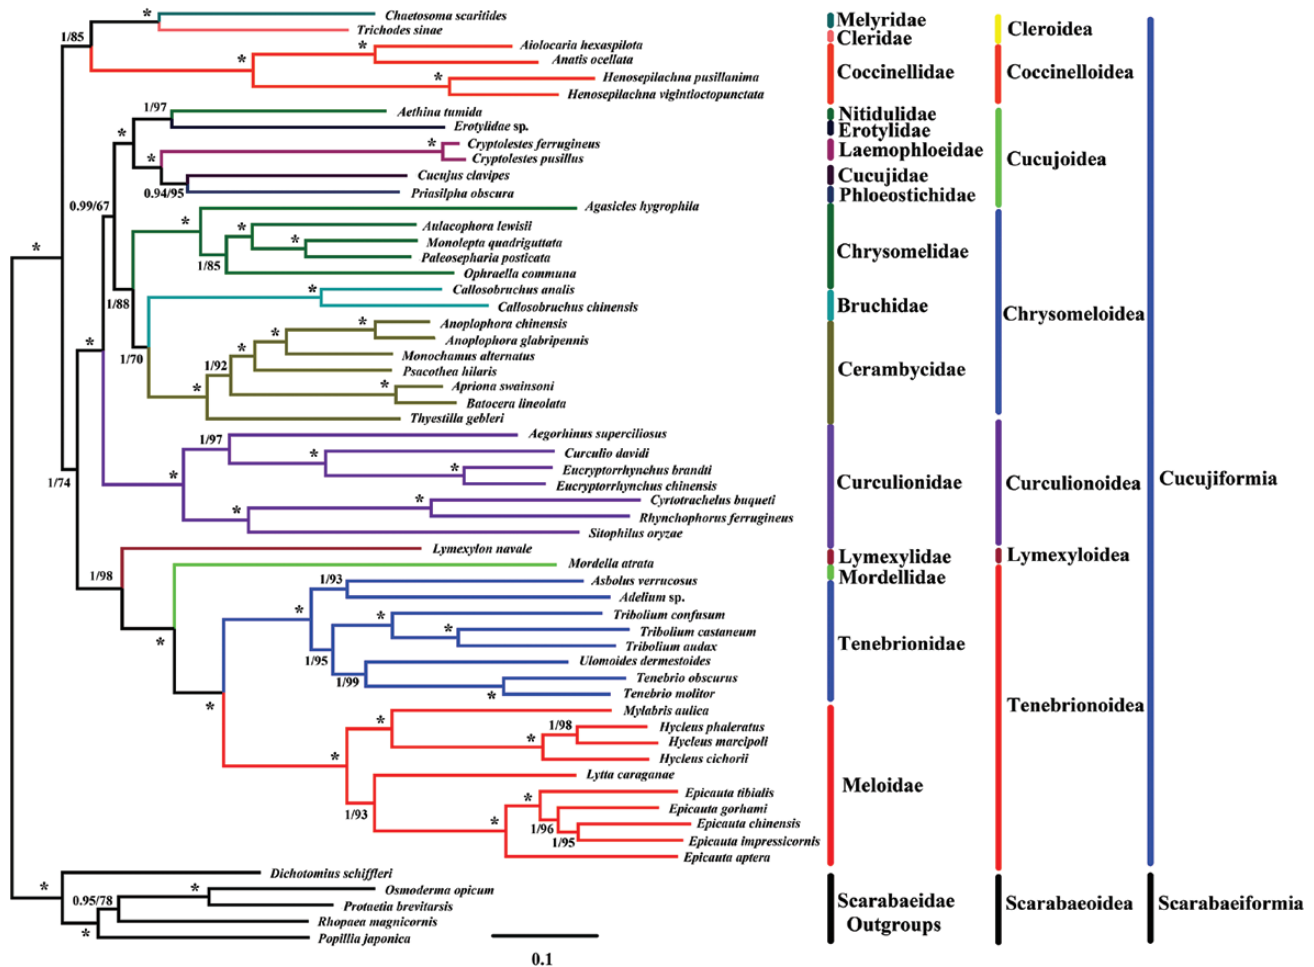 Chaetosoma scaritides
Trichodes sinae
Aiolocaria hexaspilota
Anatis ocellata
Henosepilachna pusillanima
Henosepilachna vigintioctopunctata
Aethina tumida
Erotylidae sp.
Cryptolestes ferrugineus
Cryptolestes pusillus
Cucujus clavipes
Priasilpha obscura
Agasicles hygrophila
Aulacophora lewisii
Monolepta quadriguttata
Paleosepharia posticata
Ophraella communa
Callosobruchus analis
Callosobruchus chinensis
Anoplophora chinensis
Anoplophora glabripennis
Monochamus alternatus
Psacothea hilaris
Apriona swainsoni
Batocera lineolata
Thyestilla gebleri
Aegorhinus superciliosus
Curculio davidi
Eucryptorrhynchus brandti
Eucryptorrhynchus chinensis
Cyrtotrachelus buqueti
Rhynchophorus ferrugineus
Sitophilus oryzae
Lymexylon navale
Mordella atrata
Asbolus verrucosus
Adelium sp.
Tribolium confusum
Tribolium castaneum
Tribolium audax
Ulomoides dermestoides
Tenebrio obscurus
Tenebrio molitor
Mylabris aulica
Hycleus phaleratus
Hycleus marcipoli
Hycleus cichorii
Lytta caraganae
Epicauta tibialis
Epicauta gorhami
Epicauta chinensis
Epicauta impressicornis
Epicauta aptera
Dichotomius schiffleri
Osmoderma opicum
Protaetia brevitarsis
Rhopaea magnicornis
Popillia japonica
1/85
1/97
0.94/95
0.99/67
1/85
1/88
1/70
1/92
1/97
1/74
1/98
1/93
1/95
1/99
1/98
1/93
1/96
1/95
0.95/78
0.1
Melyridae
Cleridae
Coccinellidae
Nitidulidae
Erotylidae
Laemophloeidae
Cucujidae
Phloeostichidae
Chrysomelidae
Bruchidae
Cerambycidae
Curculionidae
Lymexylidae
Mordellidae
Tenebrionidae
Meloidae
Scarabaeidae
Outgroups
Cleroidea
Coccinelloidea
Cucujoidea
Chrysomeloidea
Curculionoidea
Lymexyloidea
Tenebrionoidea
Scarabaeoidea
Cucujiformia
Scarabaeiformia